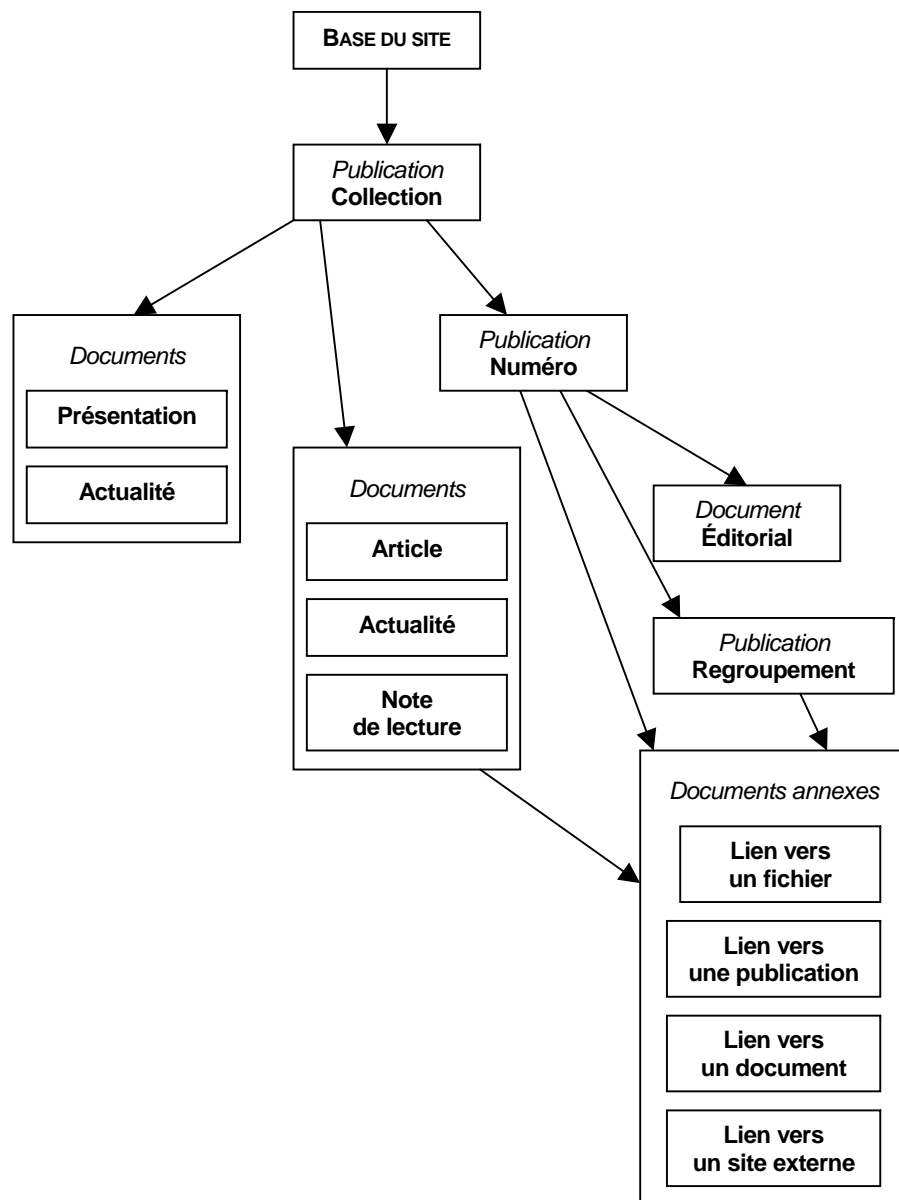 BASE DU SITE
Publication
Collection
Documents
Présentation
Actualité
Publication
Numéro
Documents
Article
Actualité
Note
de lecture
Document
Éditorial
Publication
Regroupement
Documents annexes
Lien vers
un fichier
Lien vers
une publication
Lien vers
un document
Lien vers
un site externe